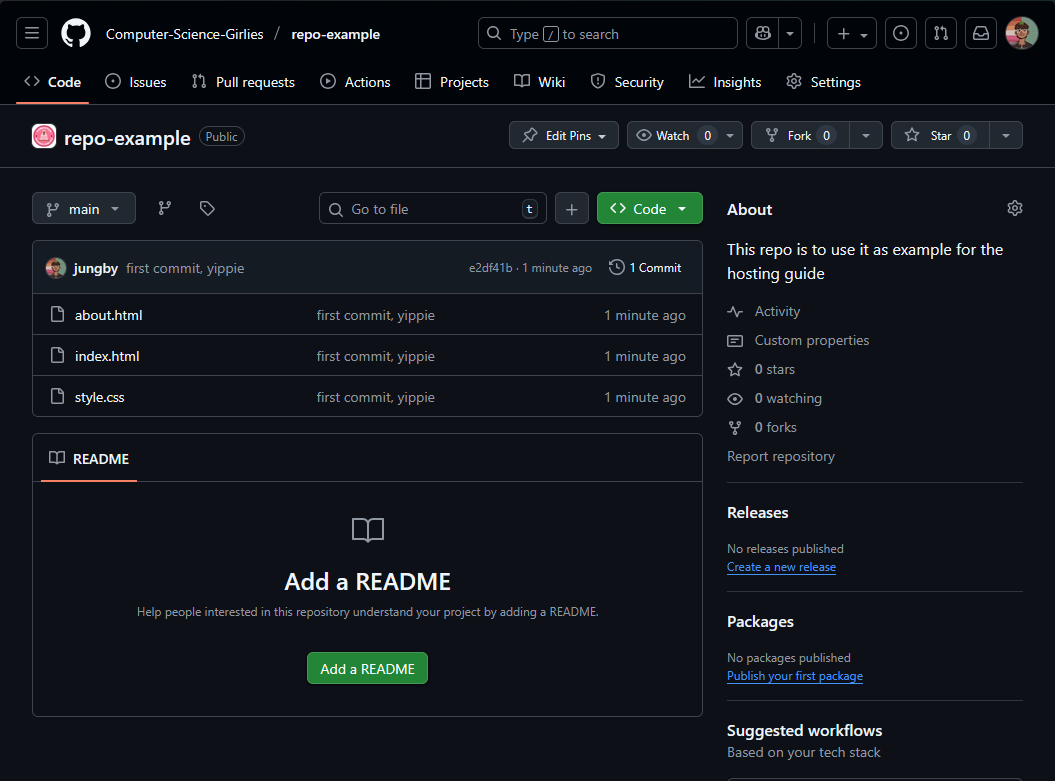 Computer-Science-Girlies / repo-example
Type / to search
Code
Issues
Pull requests
Actions
Projects
Wiki
Security
Insights
Settings
repo-example Public
Edit Pins
Watch 0
Fork 0
Star 0
main
Go to file t
Code
jungby first commit, yippie e2df41b · 1 minute ago 1 Commit
about.html first commit, yippie 1 minute ago
index.html first commit, yippie 1 minute ago
style.css first commit, yippie 1 minute ago
README
Add a README
Help people interested in this repository understand your project by adding a README.
Add a README
About
This repo is to use it as example for the
hosting guide
Activity
Custom properties
0 stars
0 watching
0 forks
Report repository
Releases
No releases published
Create a new release
Packages
No packages published
Publish your first package
Suggested workflows
Based on your tech stack